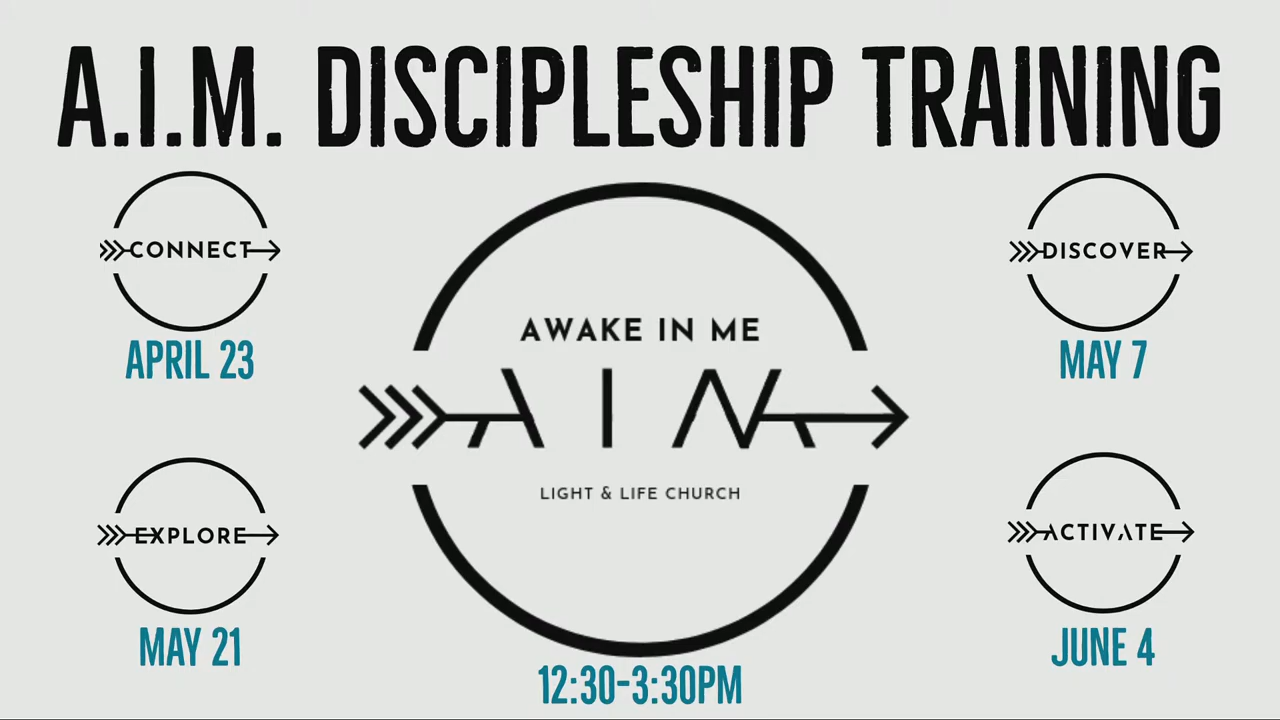 A.I.M. DISCIPLESHIP TRAINING
CONNECT
APRIL 23
DISCOVER
MAY 7
AWAKE IN ME
AIM
LIGHT & LIFE CHURCH
EXPLORE
MAY 21
ACTIVATE
JUNE 4
12:30-3:30PM